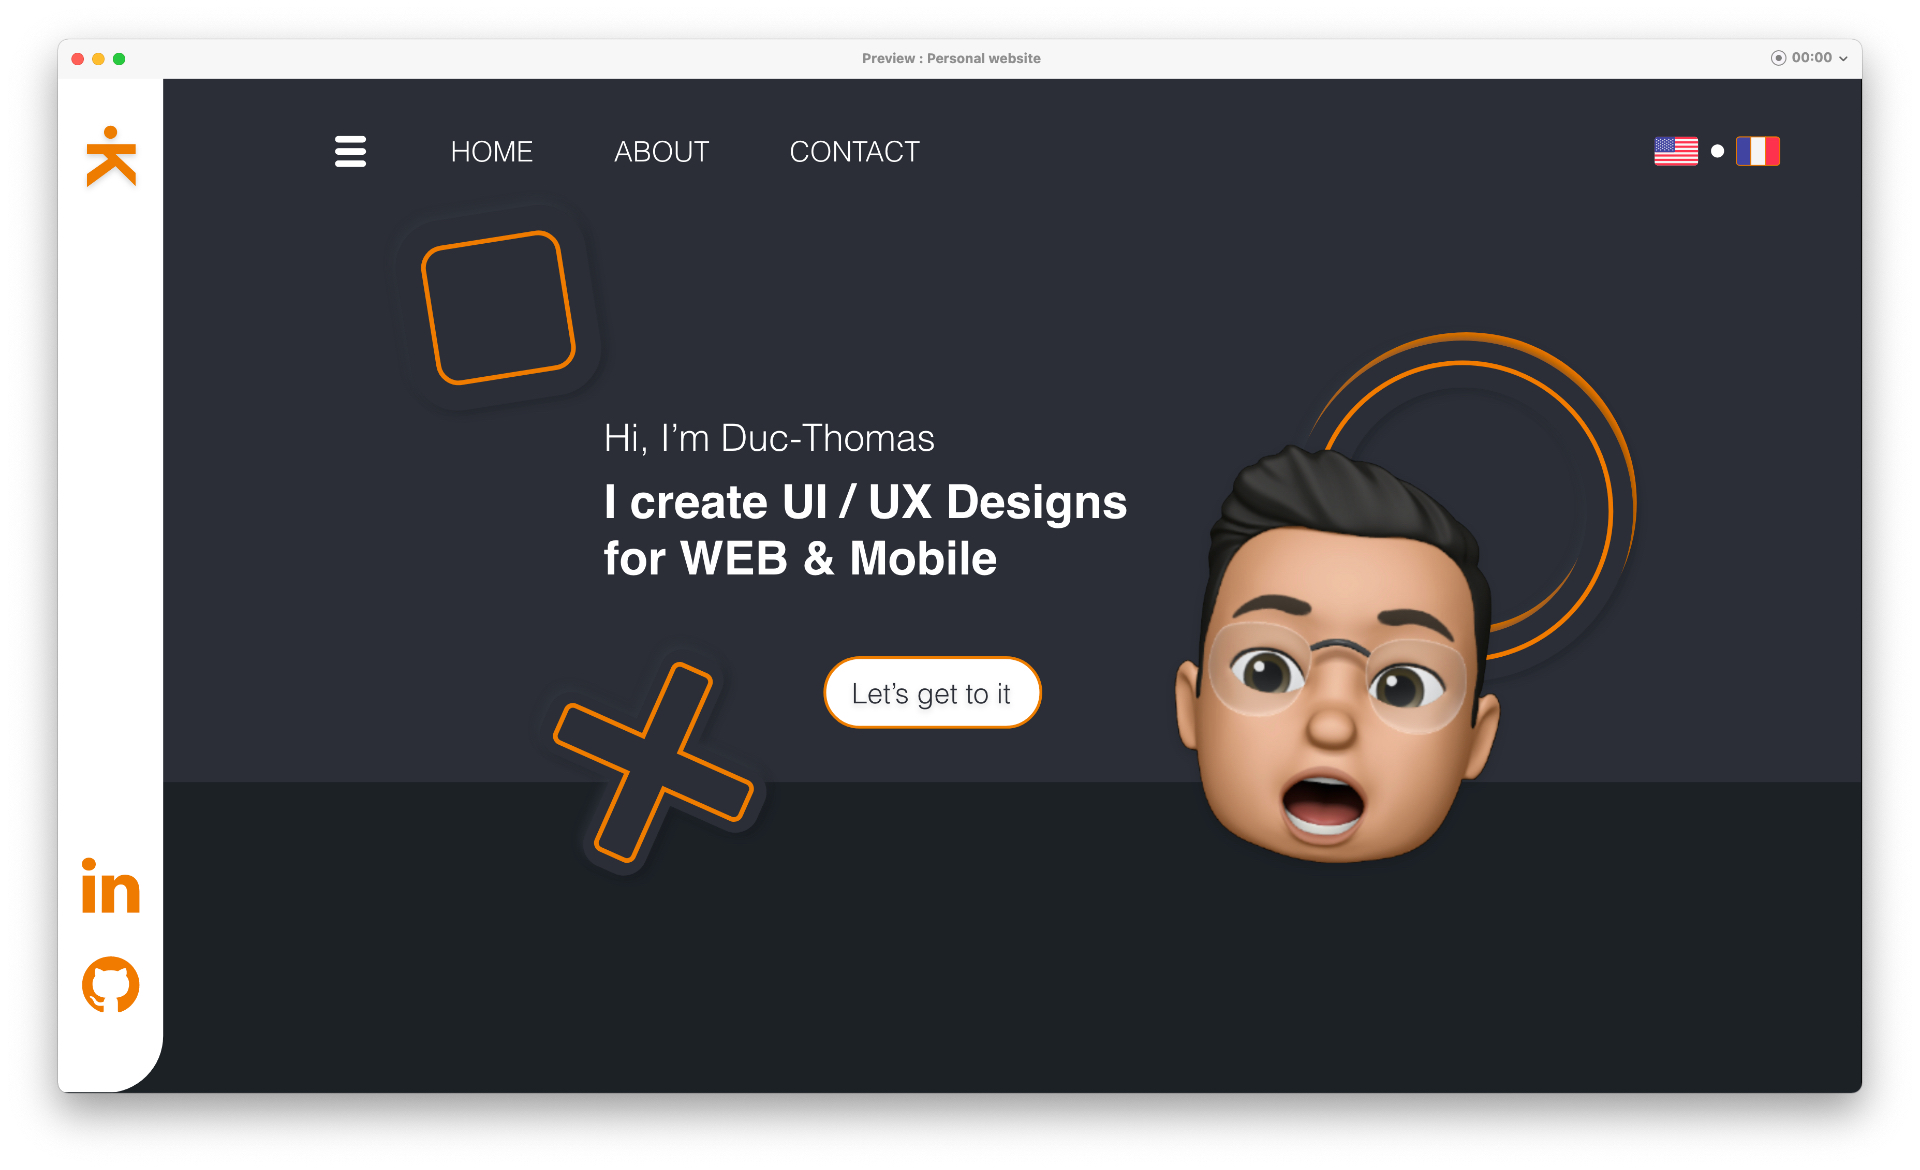 Preview : Personal website
00:00
HOME ABOUT CONTACT
Hi, I’m Duc-Thomas
I create UI / UX Designs
for WEB & Mobile
Let’s get to it
in